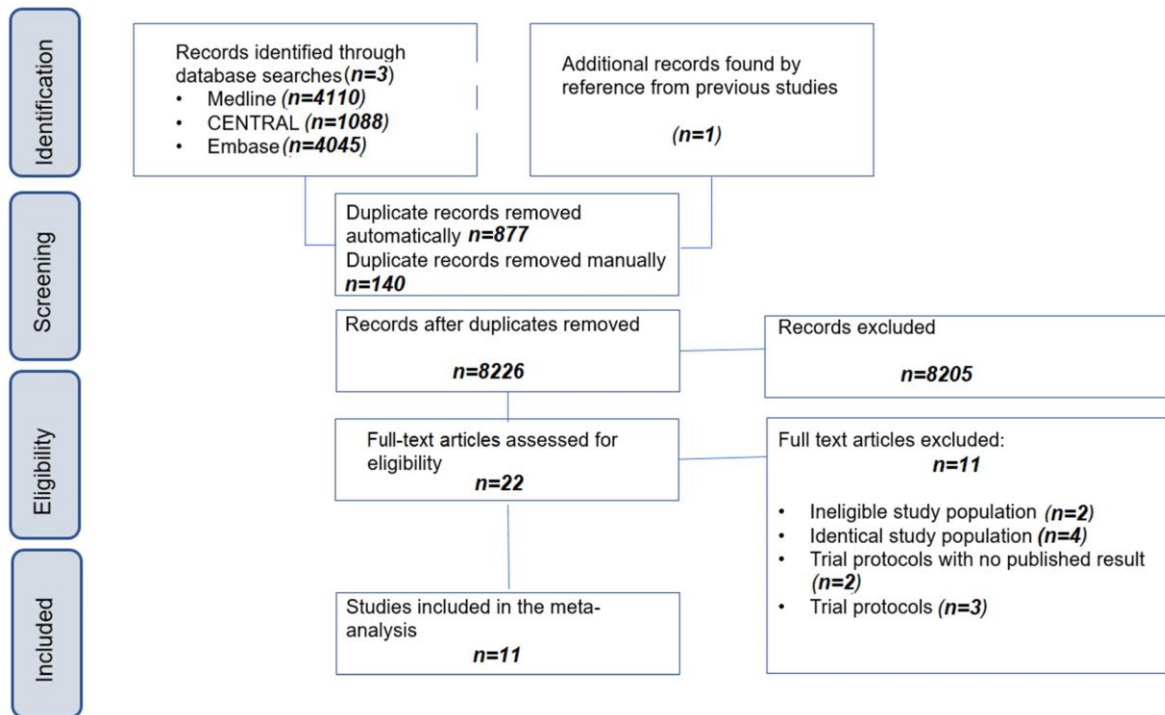 Identification
Records identified through
database searches(n=3)
• Medline (n=4110)
• CENTRAL (n=1088)
• Embase(n=4045)
Additional records found by
reference from previous studies
(n=1)
Screening
Duplicate records removed
automatically n=877
Duplicate records removed manually
n=140
Records after duplicates removed
n=8226
Records excluded
n=8205
Eligibility
Full-text articles assessed for
eligibility
n=22
Full text articles excluded:
n=11
• Ineligible study population (n=2)
• Identical study population (n=4)
• Trial protocols with no published result
(n=2)
• Trial protocols (n=3)
Included
Studies included in the meta-
analysis
n=11